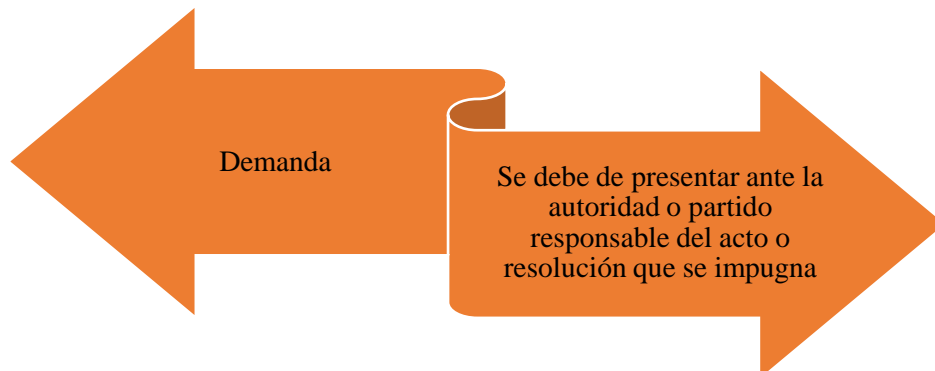 Demanda
Se debe de presentar ante la
autoridad o partido
responsable del acto o
resolución que se impugna